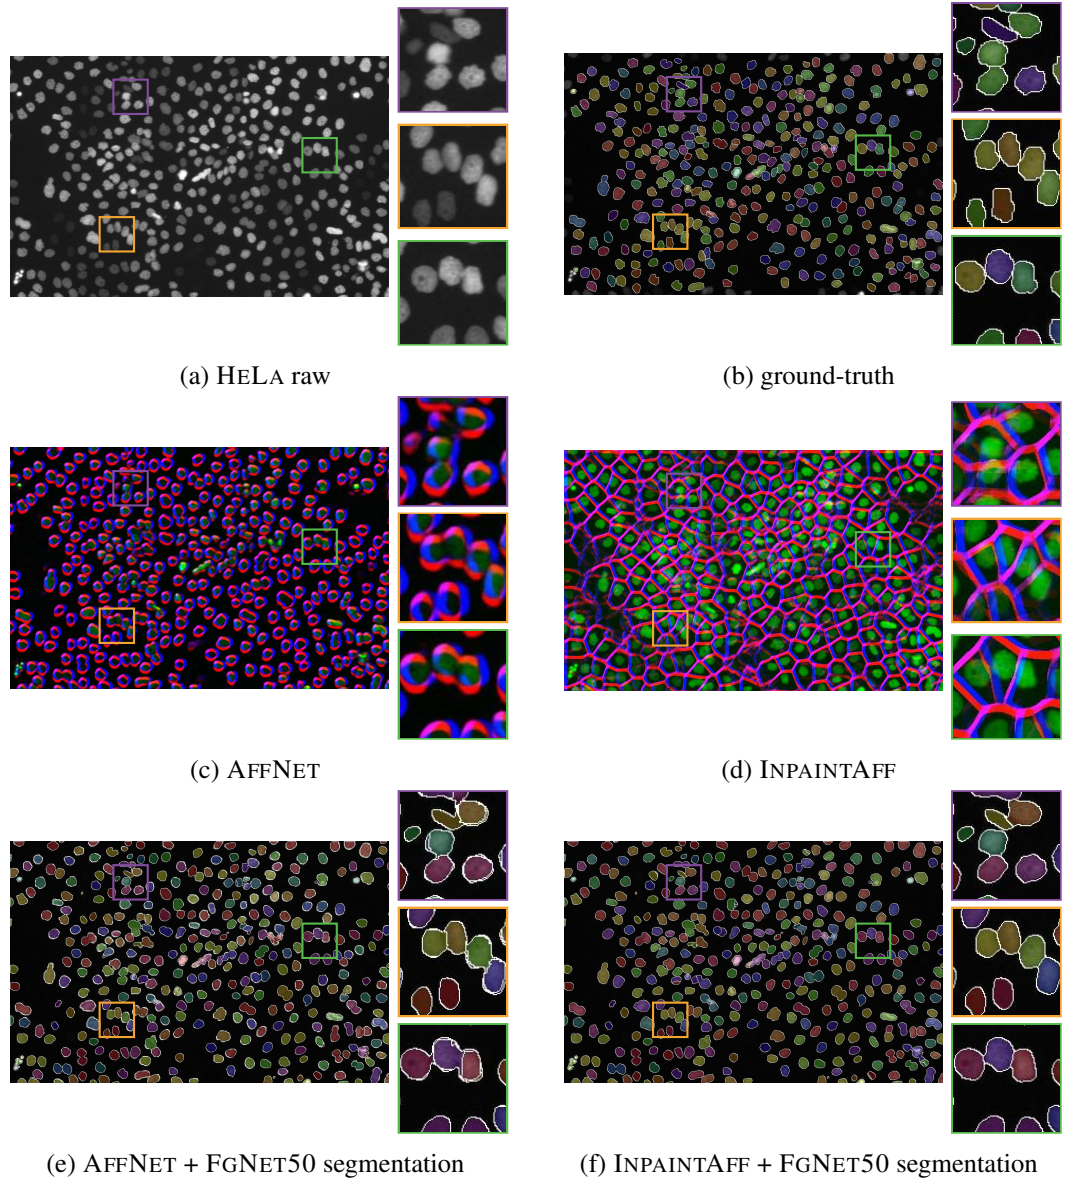 (a) HELA raw
(b) ground-truth
(c) AFFNET
(d) INPAINTAFF
(e) AFFNET + FGNET50 segmentation
(f) INPAINTAFF + FGNET50 segmentation